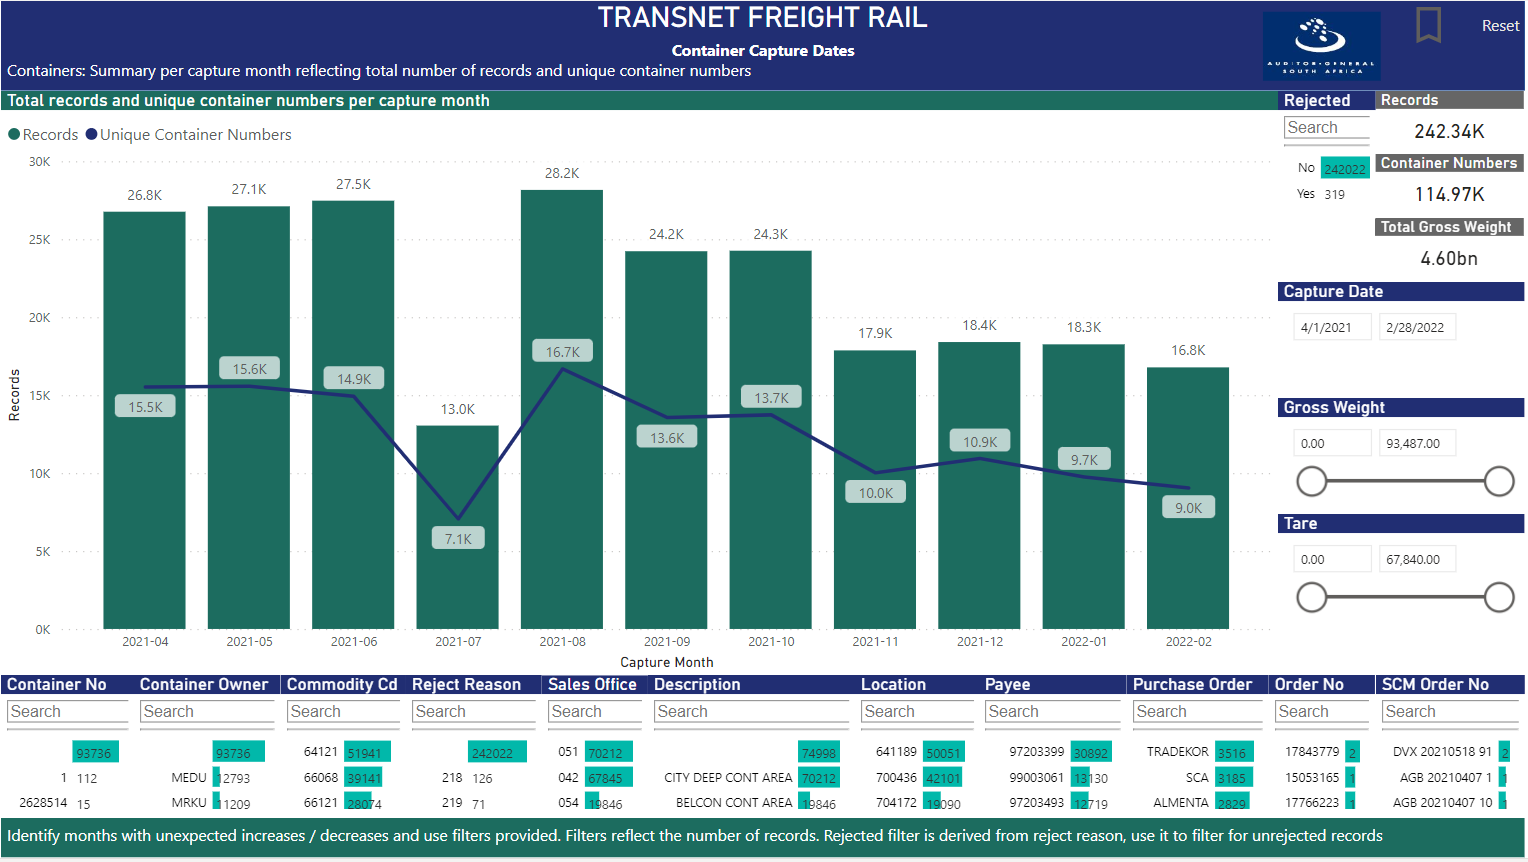 TRANSNET FREIGHT RAIL
Container Capture Dates
Containers: Summary per capture month reflecting total number of records and unique container numbers
AUDITOR-GENERAL
SOUTH AFRICA
Reset
Total records and unique container numbers per capture month
Records Unique Container Numbers
Records
30K
25K
20K
15K
10K
5K
0K
26.8K 27.1K 27.5K 13.0K 28.2K 24.2K 24.3K 17.9K 18.4K 18.3K 16.8K
15.5K 15.6K 14.9K 7.1K 16.7K 13.6K 13.7K 10.0K 10.9K 9.7K 9.0K
2021-04 2021-05 2021-06 2021-07 2021-08 2021-09 2021-10 2021-11 2021-12 2022-01 2022-02
Capture Month
Rejected
Search
No 242022
Yes 319
Records
242.34K
Container Numbers
114.97K
Total Gross Weight
4.60bn
Capture Date
4/1/2021 2/28/2022
Gross Weight
0.00 93,487.00
Tare
0.00 67,840.00
Container No Container Owner Commodity Cd Reject Reason Sales Office Description Location Payee Purchase Order Order No SCM Order No
Search Search Search Search Search Search Search Search Search Search Search
93736 93736 64121 51941 242022 051 70212 74998 641189 50051 97203399 30892 TRADEKOR 3516 17843779 2 DVX 20210518 91 2
1 112 MEDU 12793 66068 39141 218 126 042 67845 CITY DEEP CONT AREA 70212 700436 42101 99003061 13130 SCA 3185 15053165 1 AGB 20210407 1 1
2628514 15 MRKU 11209 66121 28074 219 71 054 19846 BELCON CONT AREA 19846 704172 19090 97203493 12719 ALMENTA 2829 17766223 1 AGB 20210407 10 1
Identify months with unexpected increases / decreases and use filters provided. Filters reflect the number of records. Rejected filter is derived from reject reason, use it to filter for unrejected records